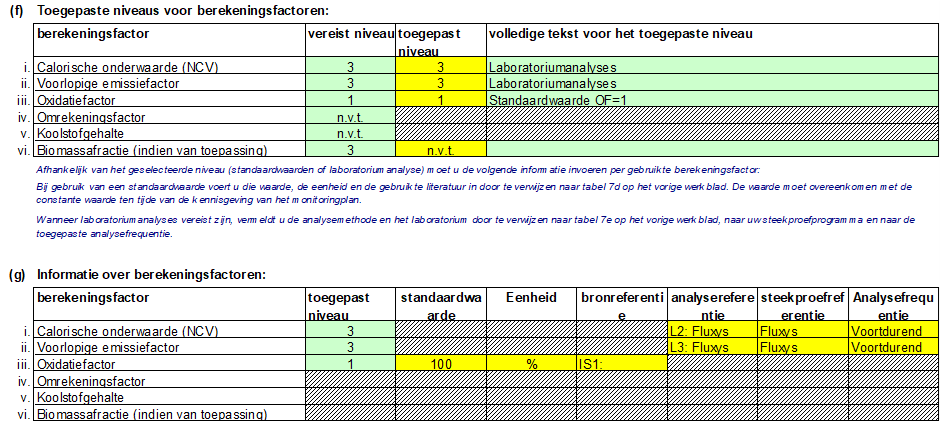 (f) Toegepaste niveaus voor berekeningsfactoren:
berekeningsfactor vereist niveau toegepast niveau volledige tekst voor het toegepaste niveau
i. Calorische onderwaarde (NCV) 3 3 Laboratoriumanalyses
ii. Voorlopige emissiefactor 3 3 Laboratoriumanalyses
iii. Oxidatiefactor 1 1 Standaardwaarde OF=1
iv. Omrekeningsfactor n.v.t.
v. Koolstofgehalte n.v.t.
vi. Biomassafractie (indien van toepassing) 3 n.v.t.
Afhankelijk van het geselecteerde niveau (standaardwaarden of laboratorium analyse) moet u de volgende informatie invoeren per gebruikte berekeningsfactor:
Bij gebruik van een standaardwaarde voert u die waarde, de eenheid en de gebruikte literatuur in door te verwijzen naar tabel 7d op het vorige werkblad. De waarde moet overeenkomen met de
constante waarde ten tijde van de kennisgeving van het monitoringplan.
Wanneer laboratoriumanalyses vereist zijn, vermeldt u de analysemethode en het laboratorium door te verwijzen naar tabel 7e op het vorige werkblad, naar uw steekproefprogramma en naar de
toegepaste analysefrequentie.
(g) Informatie over berekeningsfactoren:
berekeningsfactor toegepast niveau standaardwaarde Eenheid bronreferentie analysereferentie steekproefreferentie Analysefrequentie
i. Calorische onderwaarde (NCV) 3 L2: Fluxys Fluxys Voortdurend
ii. Voorlopige emissiefactor 3 L3: Fluxys Fluxys Voortdurend
iii. Oxidatiefactor 1 100 % IS1:
iv. Omrekeningsfactor
v. Koolstofgehalte
vi. Biomassafractie (indien van toepassing)